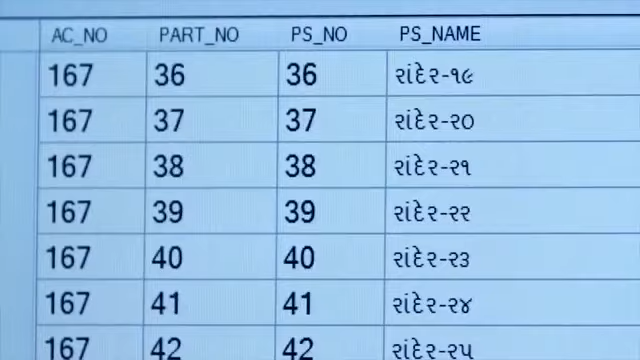 AC_NO PART_NO PS_NO PS_NAME
167 36 36 રાંદેર-૧૯
167 37 37 રાંદેર-૨૦
167 38 38 રાંદેર-૨૧
167 39 39 રાંદેર-૨૨
167 40 40 રાંદેર-૨૩
167 41 41 રાંદેર-૨૪
167 42 42 રાંદેર-૨૫